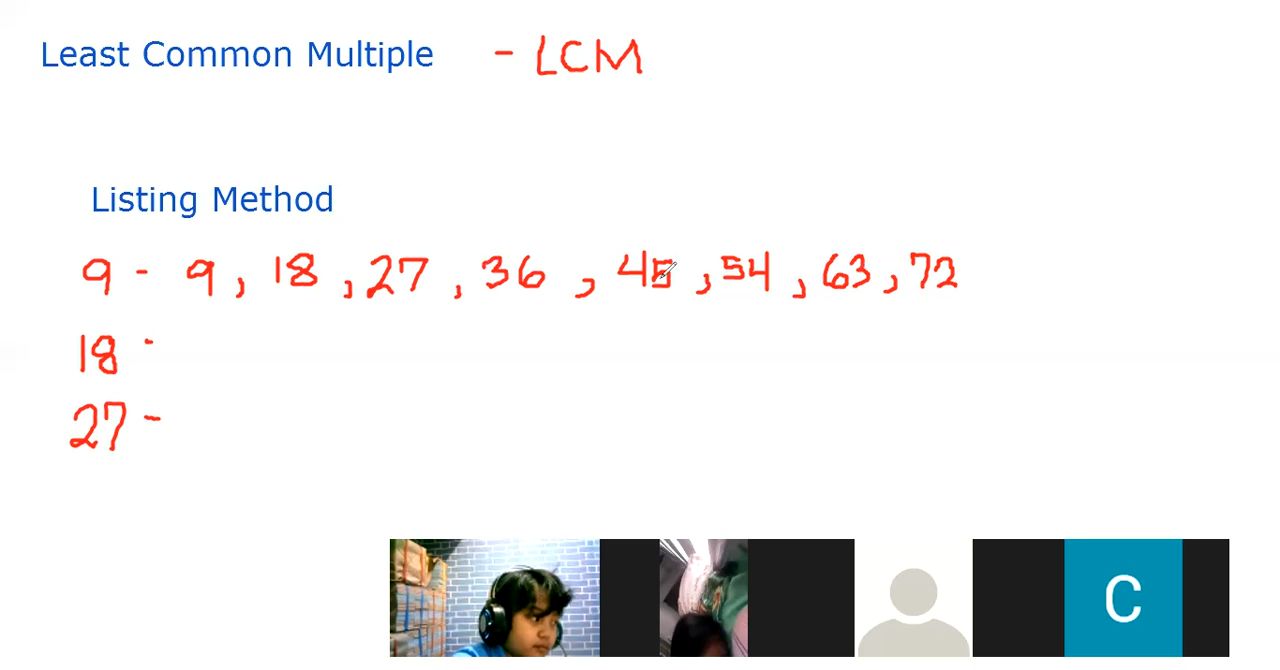 Least Common Multiple - LCM
Listing Method
9 - 9, 18, 27, 36, 45, 54, 63, 72
18 -
27 -
C